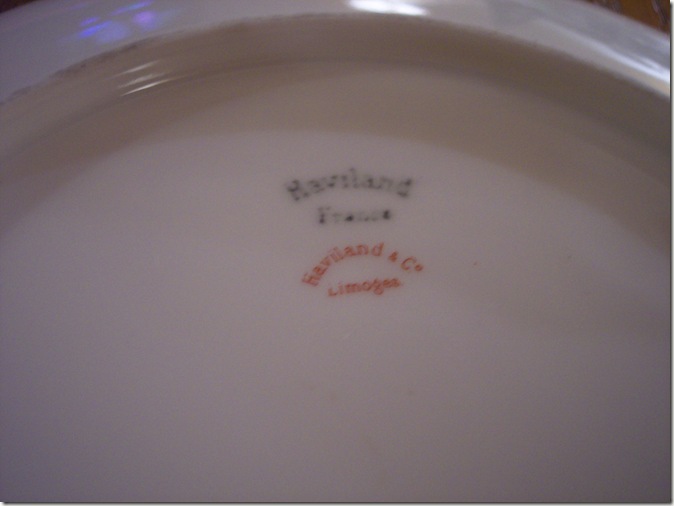 Haviland
France
Haviland & Co
Limoges